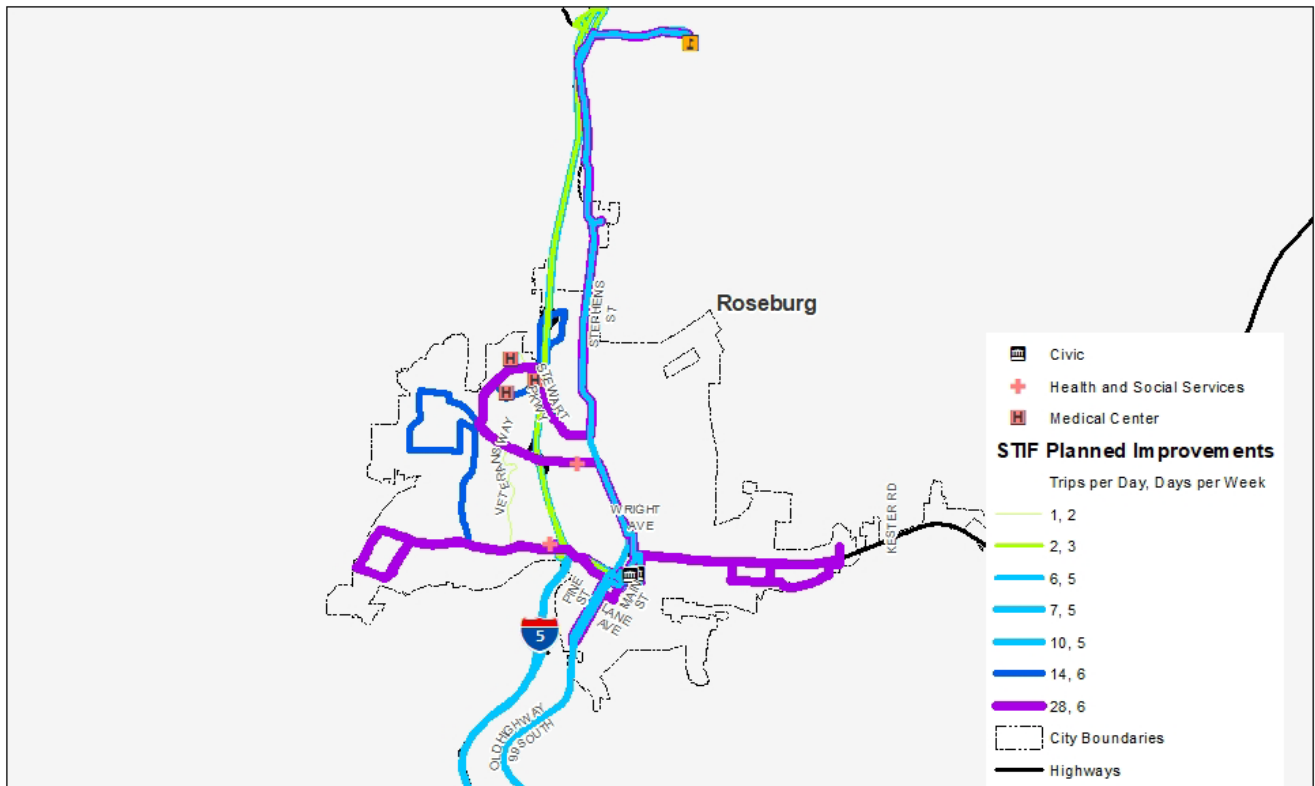 Roseburg
STEPHENS
ST
STEWART
PKWY
VETERANS WAY
WRIGHT
AVE
KESTER RD
PINE
ST
LANE
AVE
MAIN
ST
5
OLD HIGHWAY
99 SOUTH
H
H
H
Civic
Health and Social Services
H
Medical Center
STIF Planned Improvements
Trips per Day, Days per Week
1, 2
2, 3
6, 5
7, 5
10, 5
14, 6
28, 6
City Boundaries
Highways